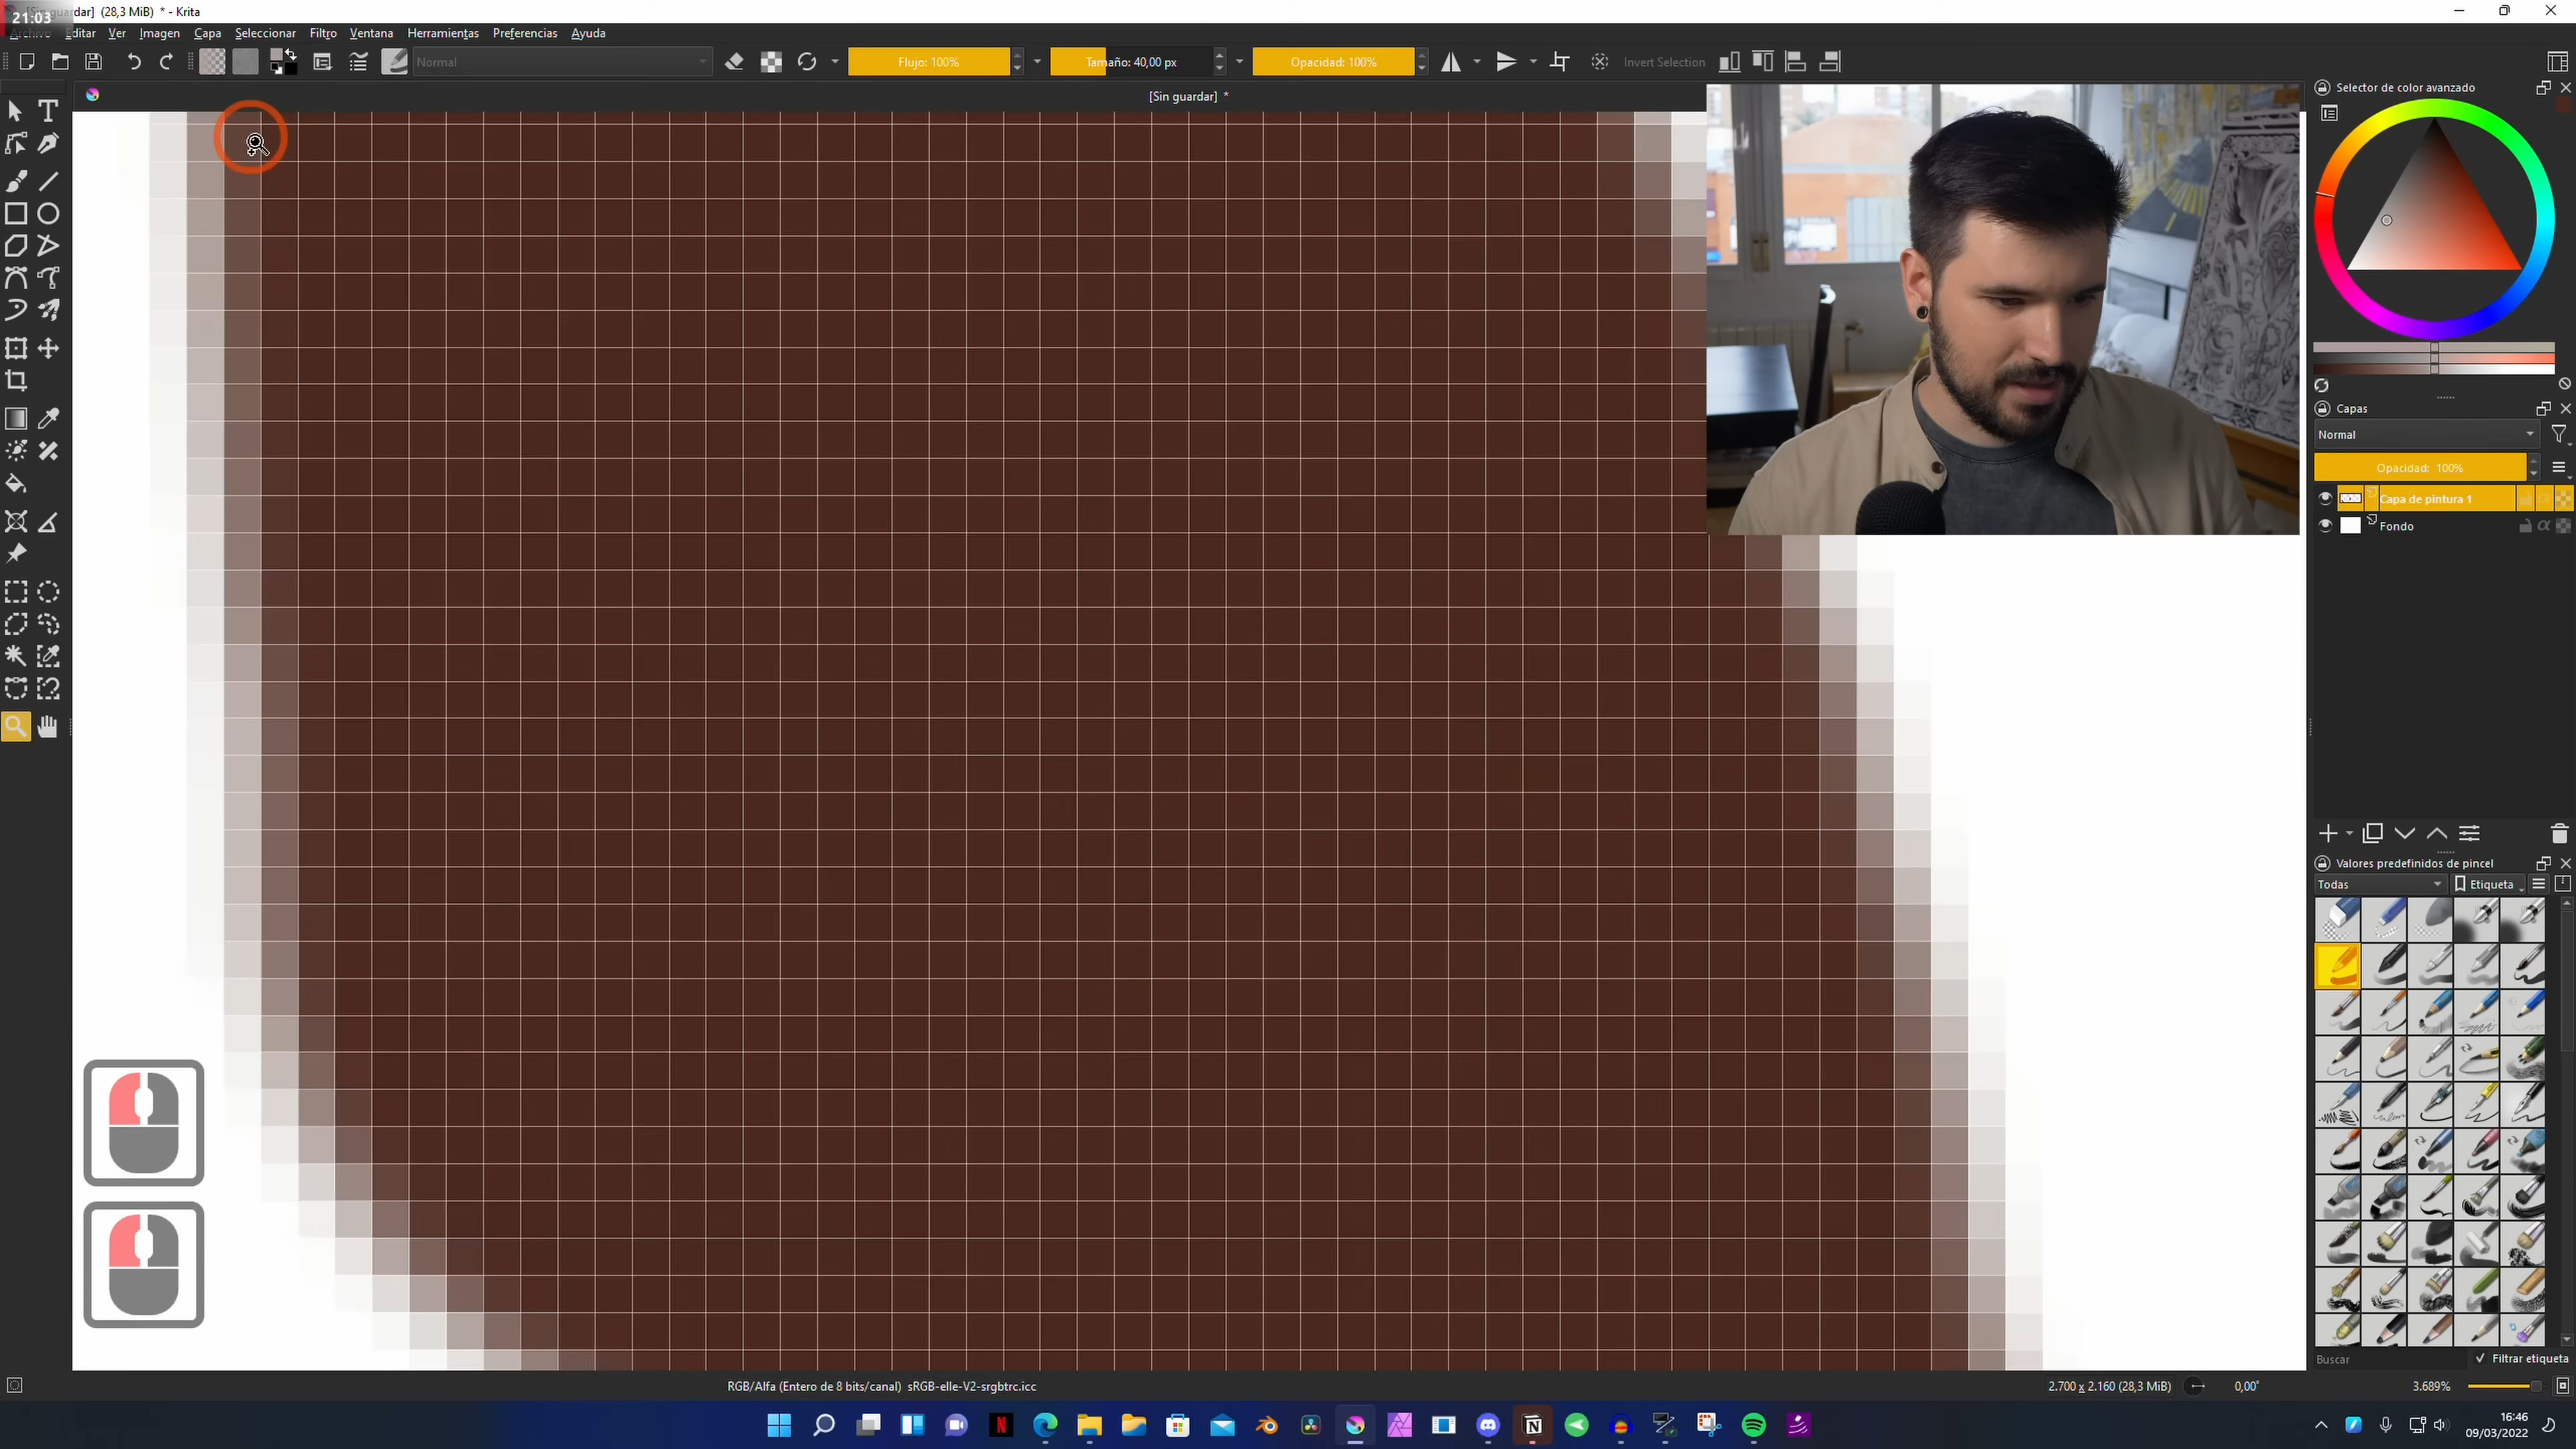 21:03
guardar] (28,3 MiB) * - Krita
Archivo Editar Ver Imagen Capa Seleccionar Filtro Herramientas Ventana Preferencias Ayuda
Normal Flujo: 100% Tamaño: 40,00 px Opacidad: 100% Invert Selection
[Sin guardar] *
Selector de color avanzado
Capas
Normal
Opacidad: 100%
Capa de pintura 1
Fondo
Valores predefinidos de pincel
Todas Etiqueta
Buscar Filtrar etiqueta
RGB/Alfa (Entero de 8 bits/canal) sRGB-elle-V2-srgbtrc.icc 2.700 x 2.160 (28,3 MiB) 0,00° 3.689%
16:46
09/03/2022